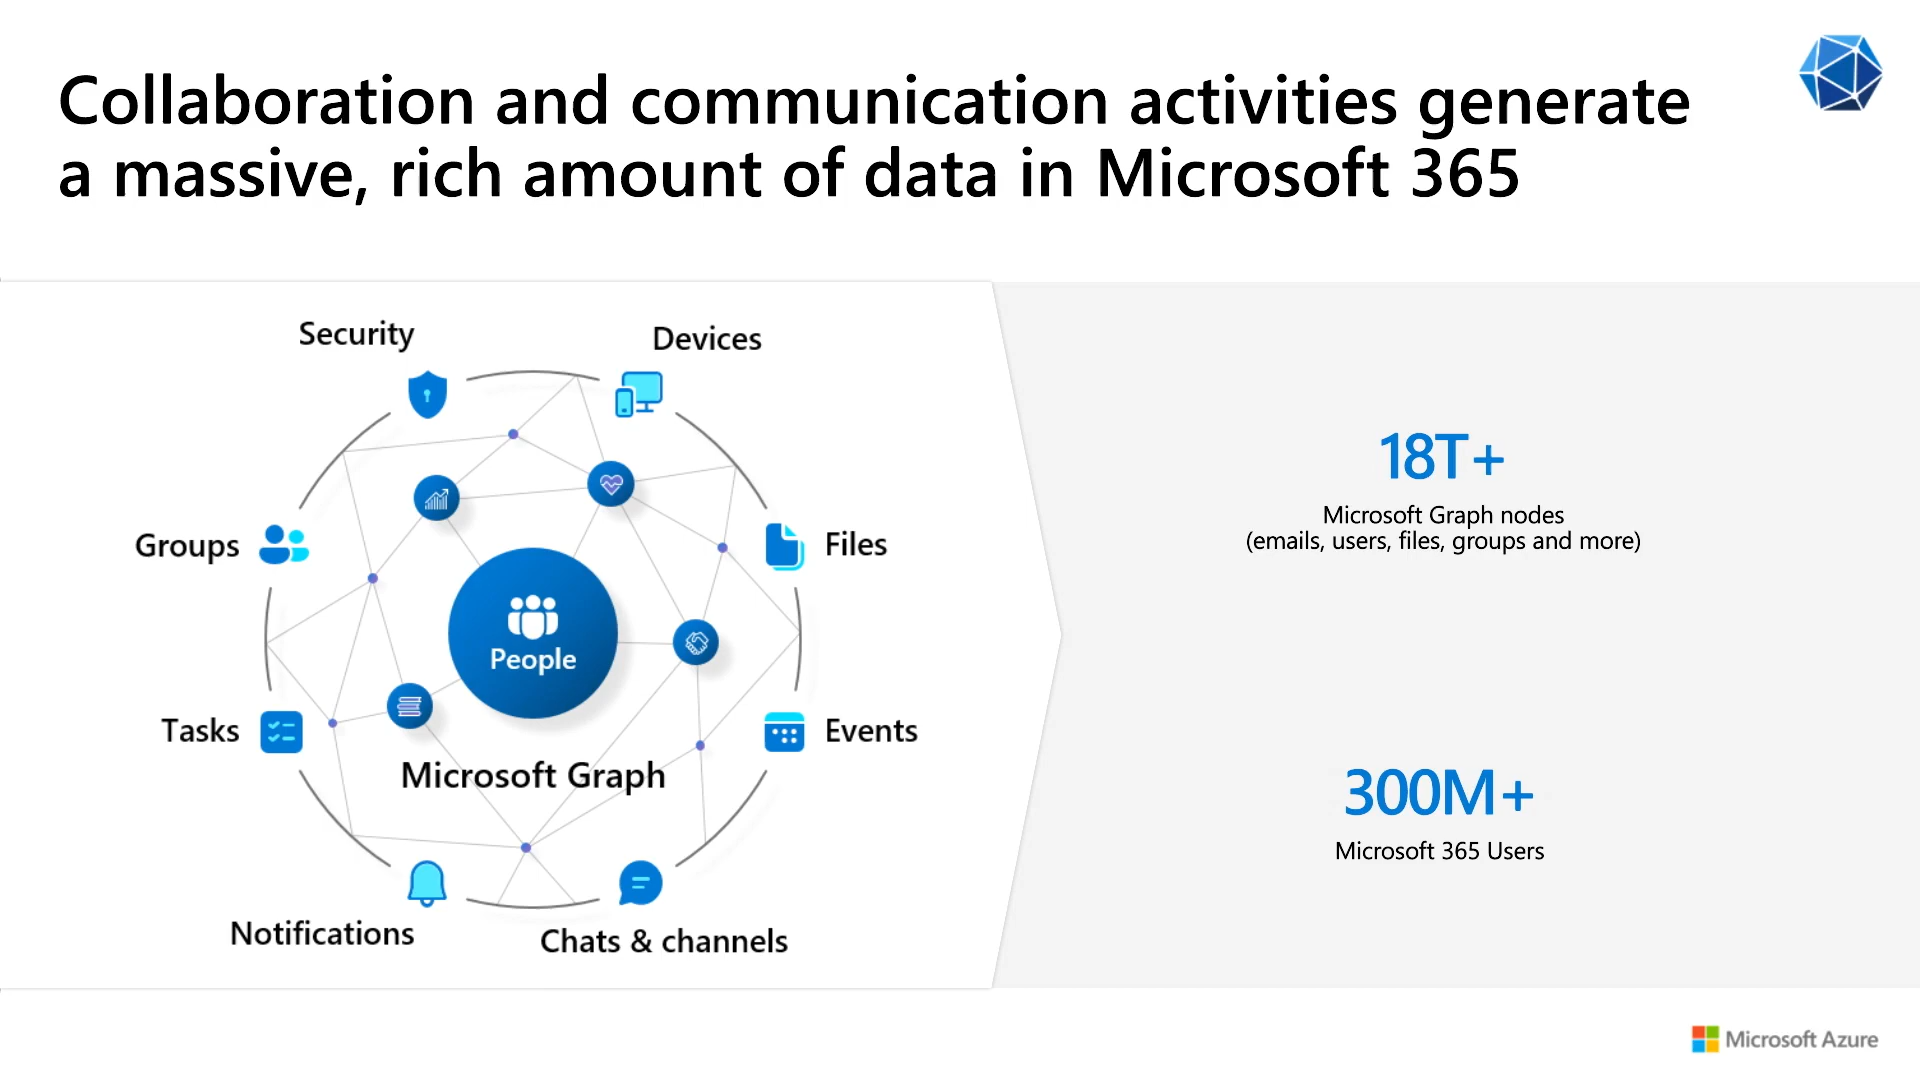 Collaboration and communication activities generate
a massive, rich amount of data in Microsoft 365
Security
Devices
Groups
Files
People
Tasks
Events
Microsoft Graph
Notifications
Chats & channels
18T+
Microsoft Graph nodes
(emails, users, files, groups and more)
300M+
Microsoft 365 Users
Microsoft Azure